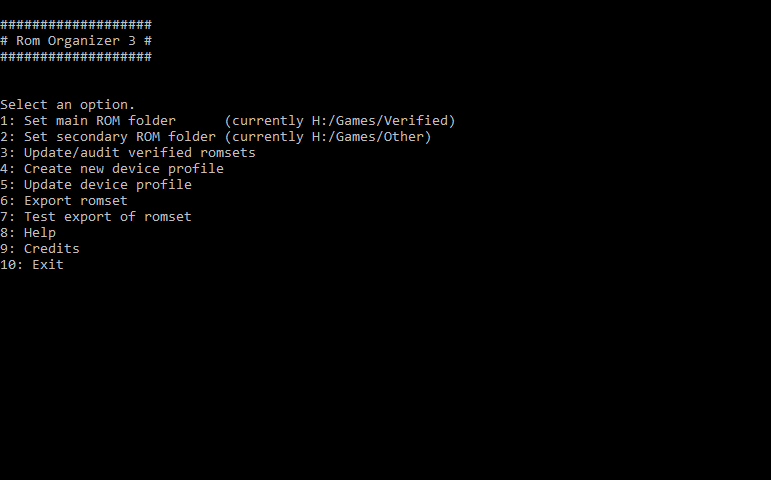 ###################
# Rom Organizer 3 #
###################
Select an option.
1: Set main ROM folder      (currently H:/Games/Verified)
2: Set secondary ROM folder (currently H:/Games/Other)
3: Update/audit verified romsets
4: Create new device profile
5: Update device profile
6: Export romset
7: Test export of romset
8: Help
9: Credits
10: Exit